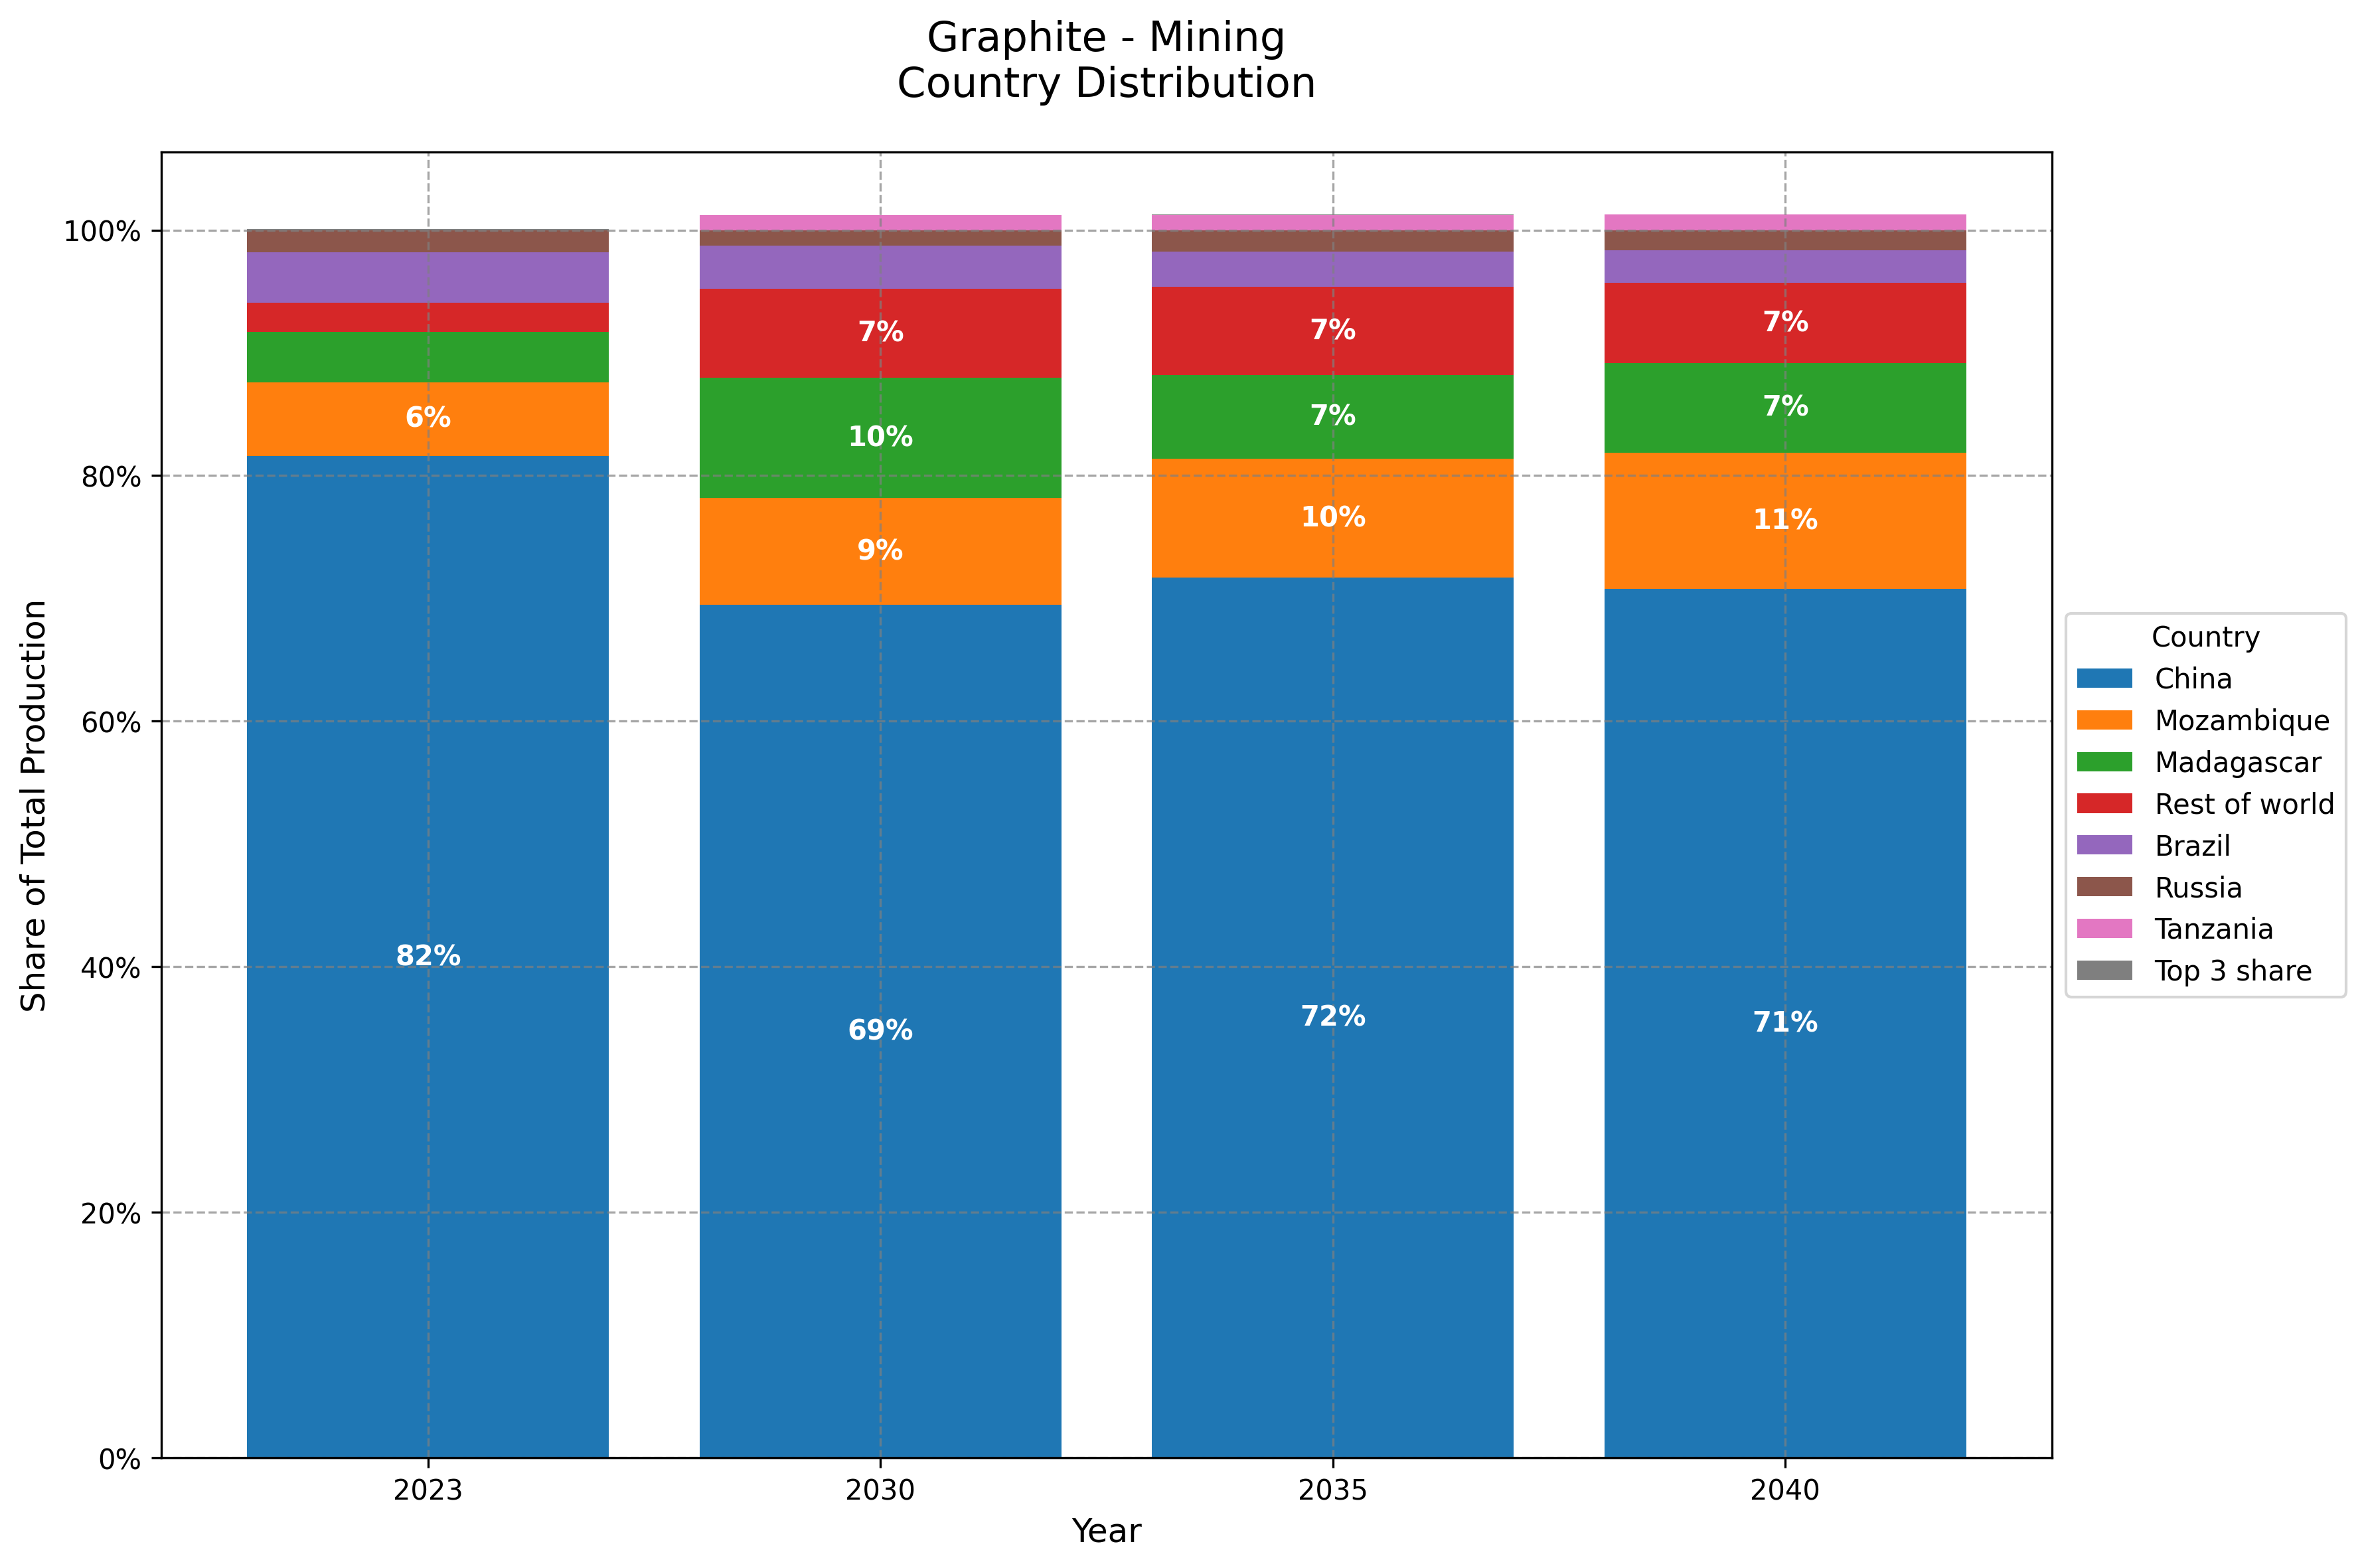 Graphite - Mining
Country Distribution
Share of Total Production
100%
80%
60%
40%
20%
0%
6%
82%
7%
10%
9%
69%
7%
7%
10%
72%
7%
7%
11%
71%
2023
2030
2035
2040
Year
Country
China
Mozambique
Madagascar
Rest of world
Brazil
Russia
Tanzania
Top 3 share